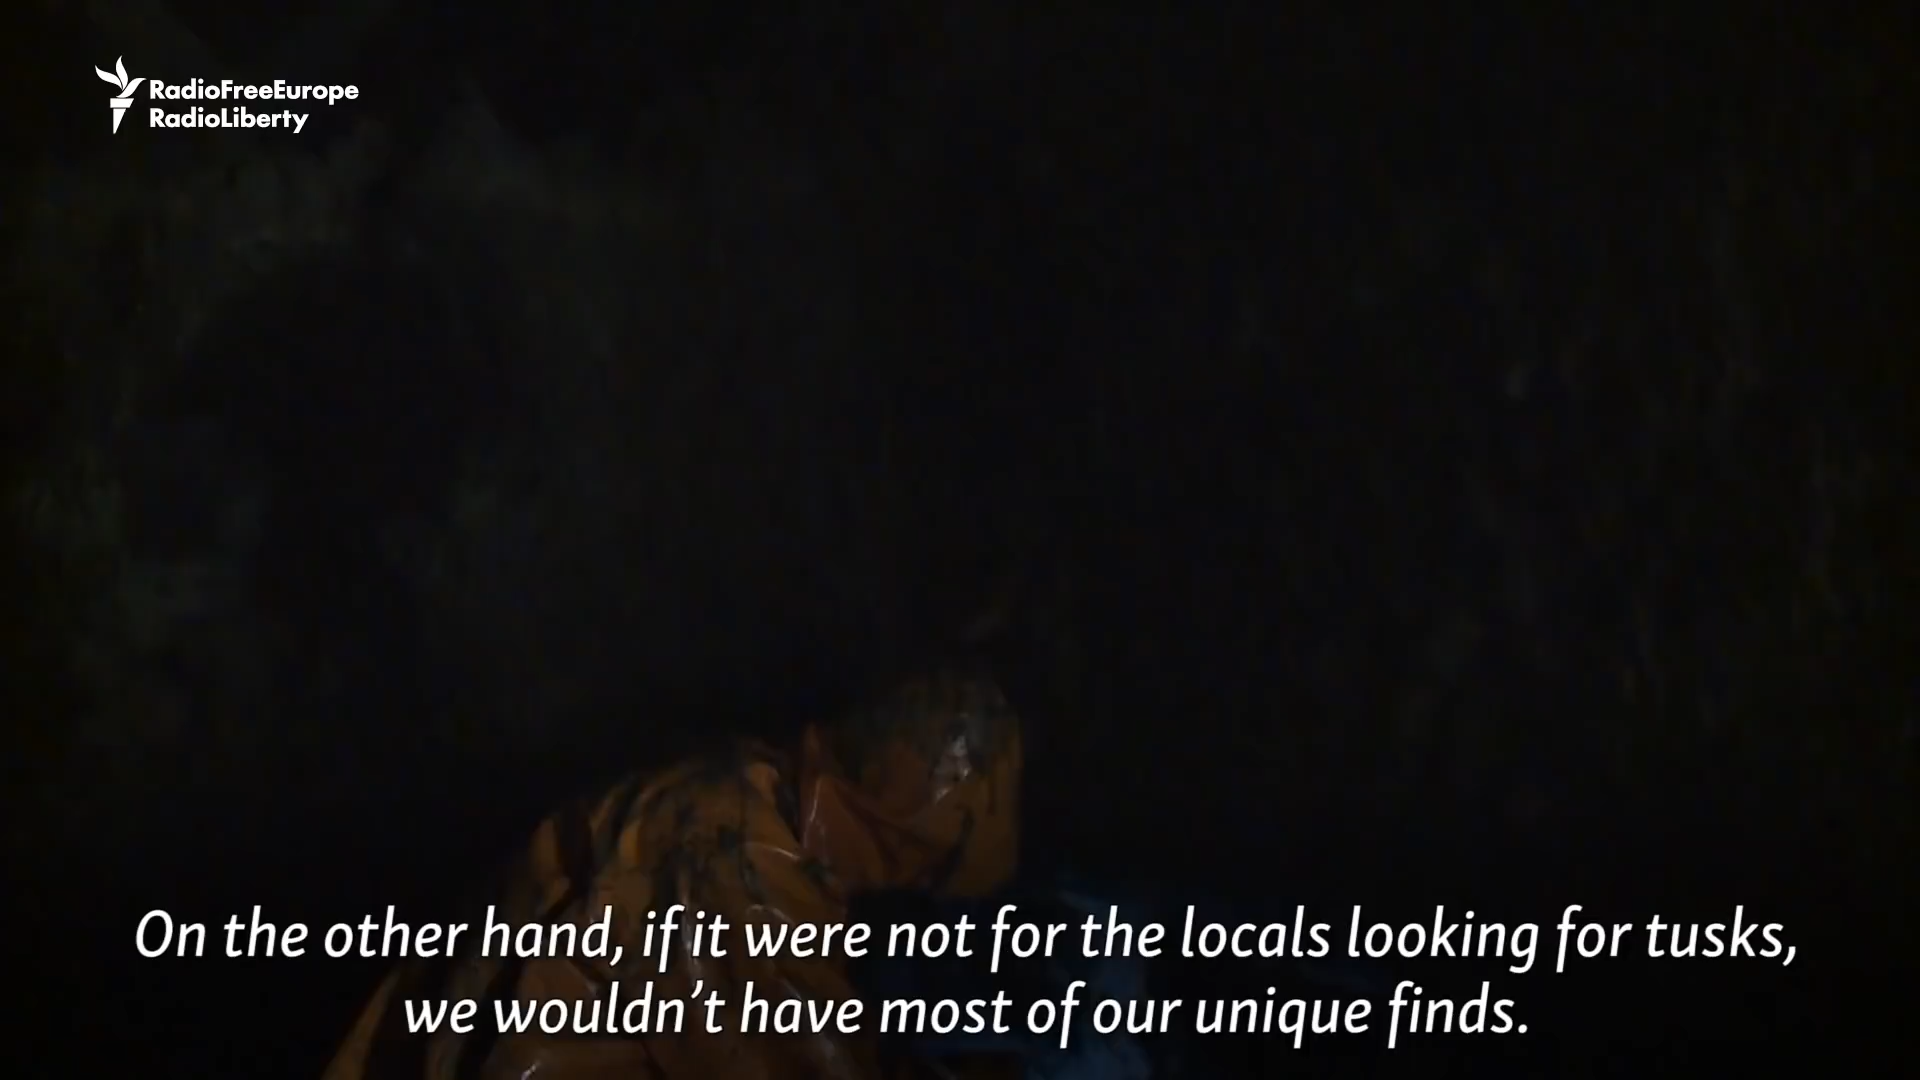 RadioFreeEurope
RadioLiberty
On the other hand, if it were not for the locals looking for tusks,
we wouldn't have most of our unique finds.